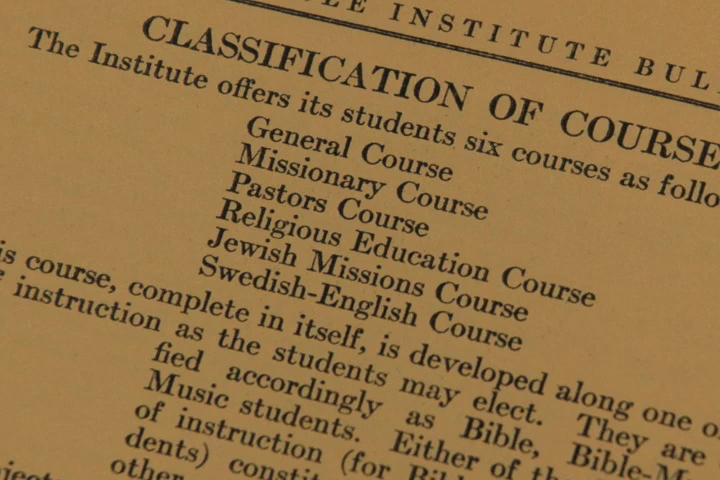 INSTITUTE
CLASSIFICATION OF COURSE
The Institute offers its students six courses as follo
General Course
Missionary Course
Pastors Course
Religious Education Course
Jewish Missions Course
Swedish-English Course
is course, complete in itself, is developed along one o
instruction as the students may elect. They are
fied accordingly as Bible, Bible-M
Music students. Either of th
of instruction (for Bib
dents) constit
other